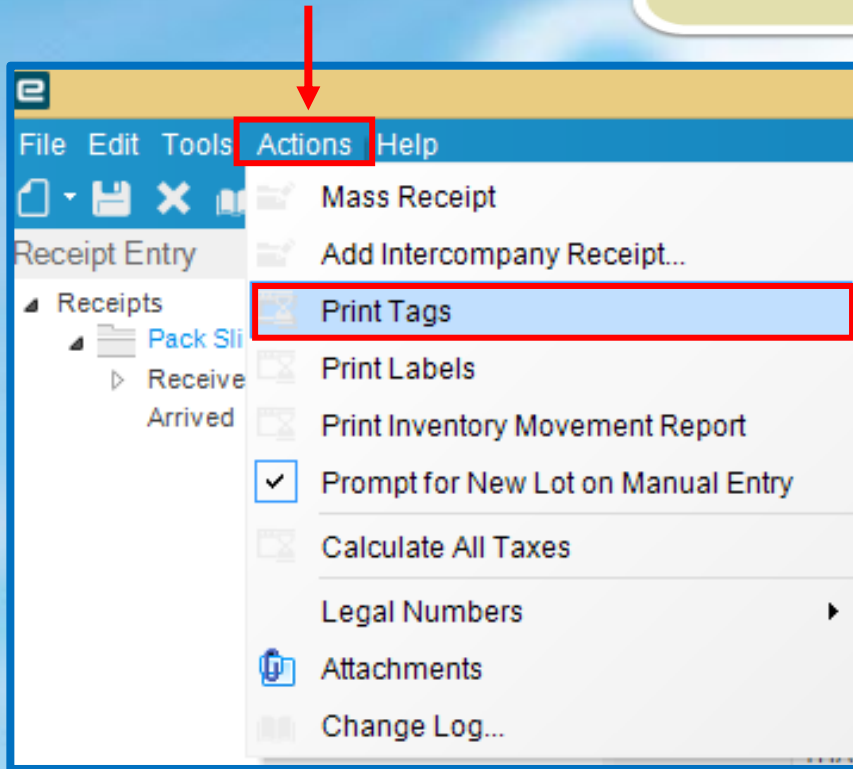 File Edit Tools Actions Help
Mass Receipt
Receipt Entry
Add Intercompany Receipt...
Receipts
Print Tags
Pack Sli
Print Labels
Receive
Arrived
Print Inventory Movement Report
Prompt for New Lot on Manual Entry
Calculate All Taxes
Legal Numbers
Attachments
Change Log...